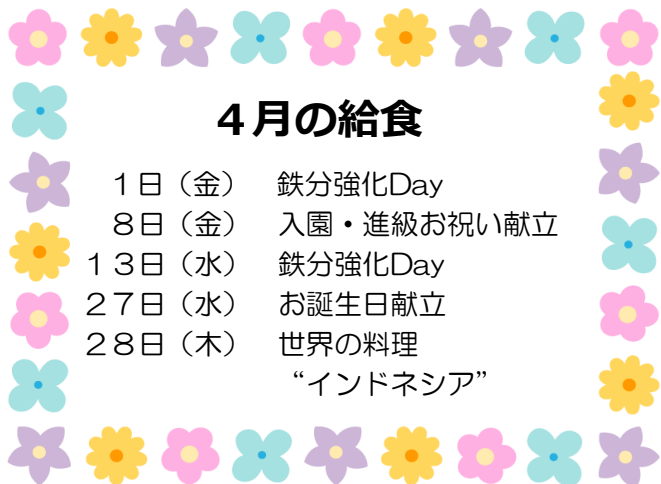 ４月の給食
１日（金）　鉄分強化Day
８日（金）　入園・進級お祝い献立
１３日（水）　鉄分強化Day
２７日（水）　お誕生日献立
２８日（木）　世界の料理
“インドネシア”